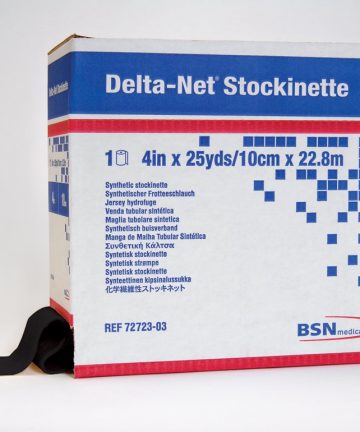 Delta-Net® Stockinette
1 4in x 25yds/10cm x 22.8m
Synthetic stockinette
Synthetischer Frotteeschlauch
Jersey hydrofuge
Venda tubular sintética
Maglia tubolare sintetica
Synthetisch buisverband
Manga de Malha Tubular Sintética
Συνθετική Κάλτσα
Syntetisk stockinette
Syntetisk strømpe
Syntetisk stockinette
Synteettinen kipsinalussukka
化学繊維性ストッキネット
REF 72723-03
BSN medical